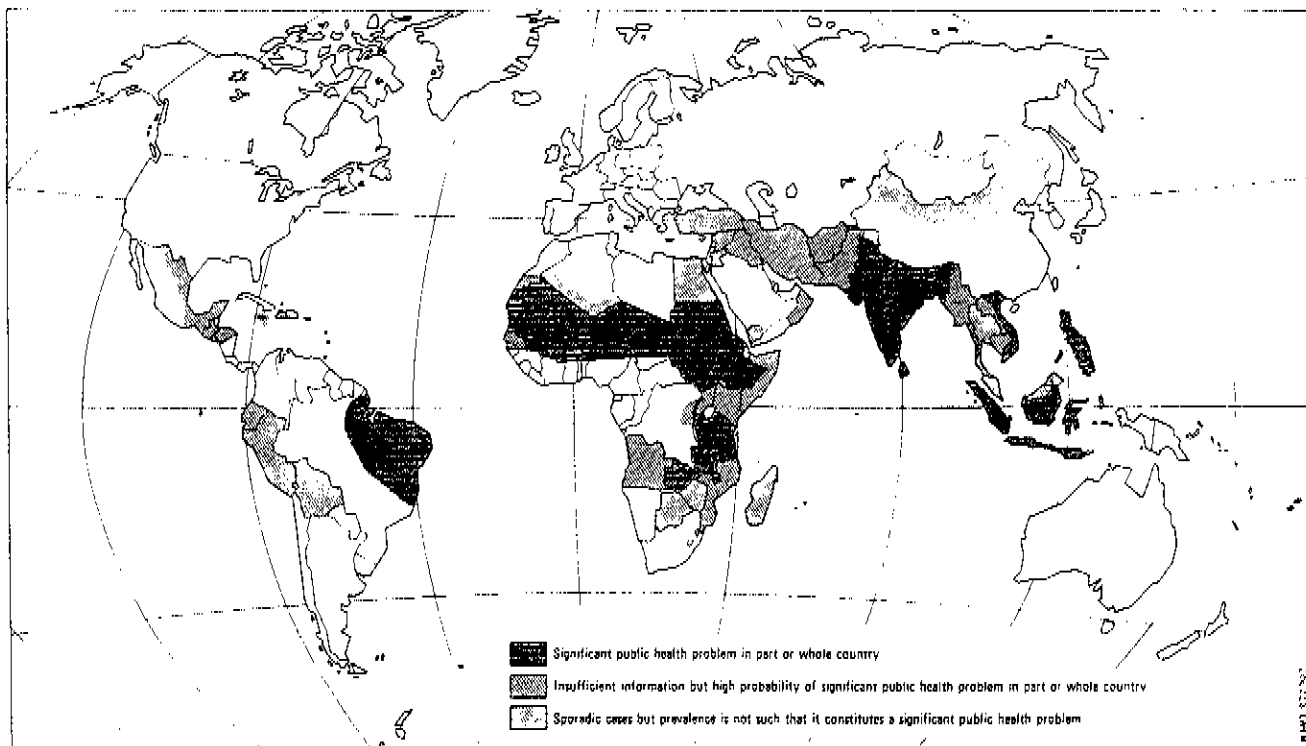 Significant public health problem in part or whole country
Insufficient information but high probability of significant public health problem in part or whole country
Sporadic cases but prevalence is not such that it constitutes a significant public health problem